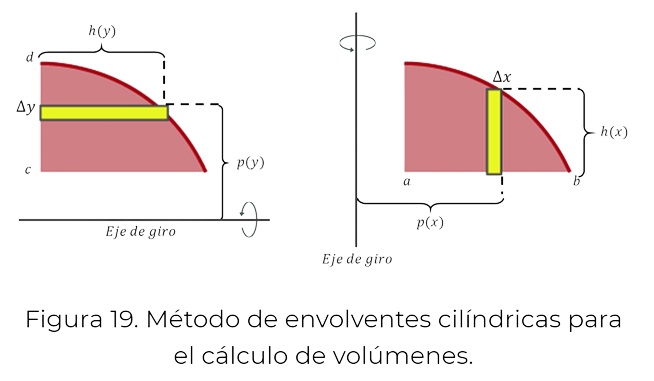 h(y)
d
Δy
c
p(y)
Eje de giro
Δx
h(x)
a
b
p(x)
Eje de giro
Figura 19. Método de envolventes cilíndricas para
el cálculo de volúmenes.